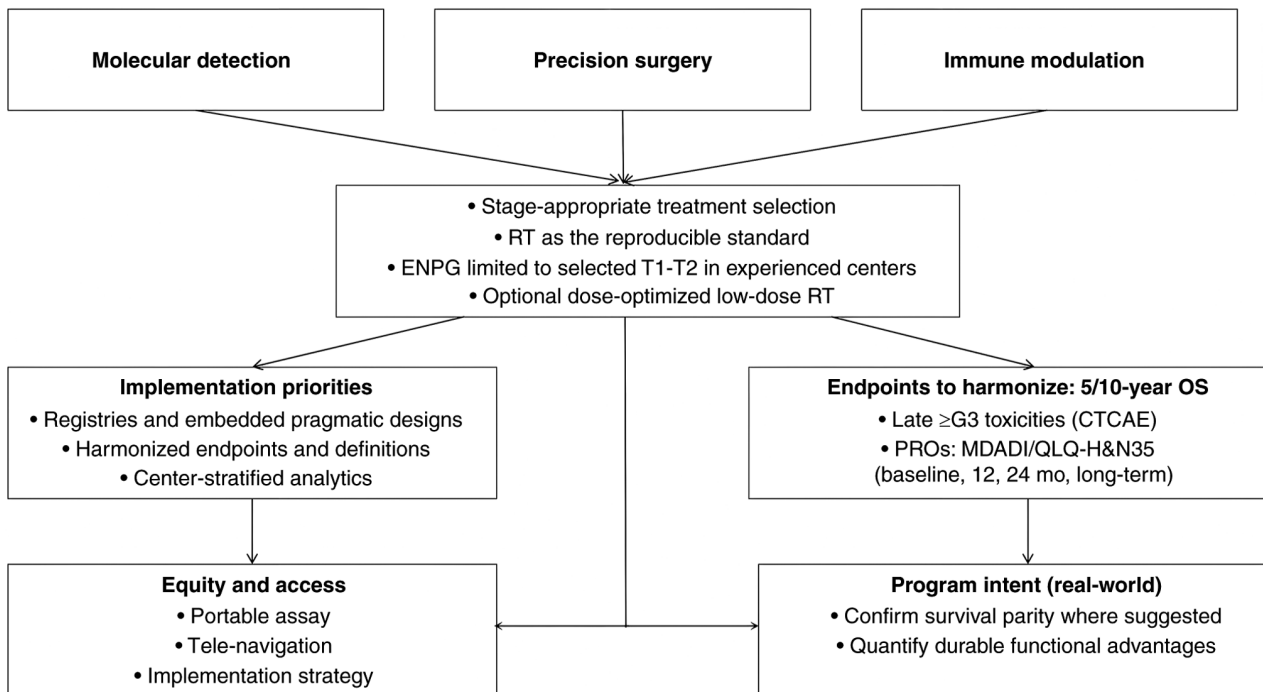 Molecular detection
Precision surgery
Immune modulation
• Stage-appropriate treatment selection
• RT as the reproducible standard
• ENPG limited to selected T1-T2 in experienced centers
• Optional dose-optimized low-dose RT
Implementation priorities
• Registries and embedded pragmatic designs
• Harmonized endpoints and definitions
• Center-stratified analytics
Endpoints to harmonize: 5/10-year OS
• Late ≥G3 toxicities (CTCAE)
• PROs: MDADI/QLQ-H&N35
(baseline, 12, 24 mo, long-term)
Equity and access
• Portable assay
• Tele-navigation
• Implementation strategy
Program intent (real-world)
• Confirm survival parity where suggested
• Quantify durable functional advantages